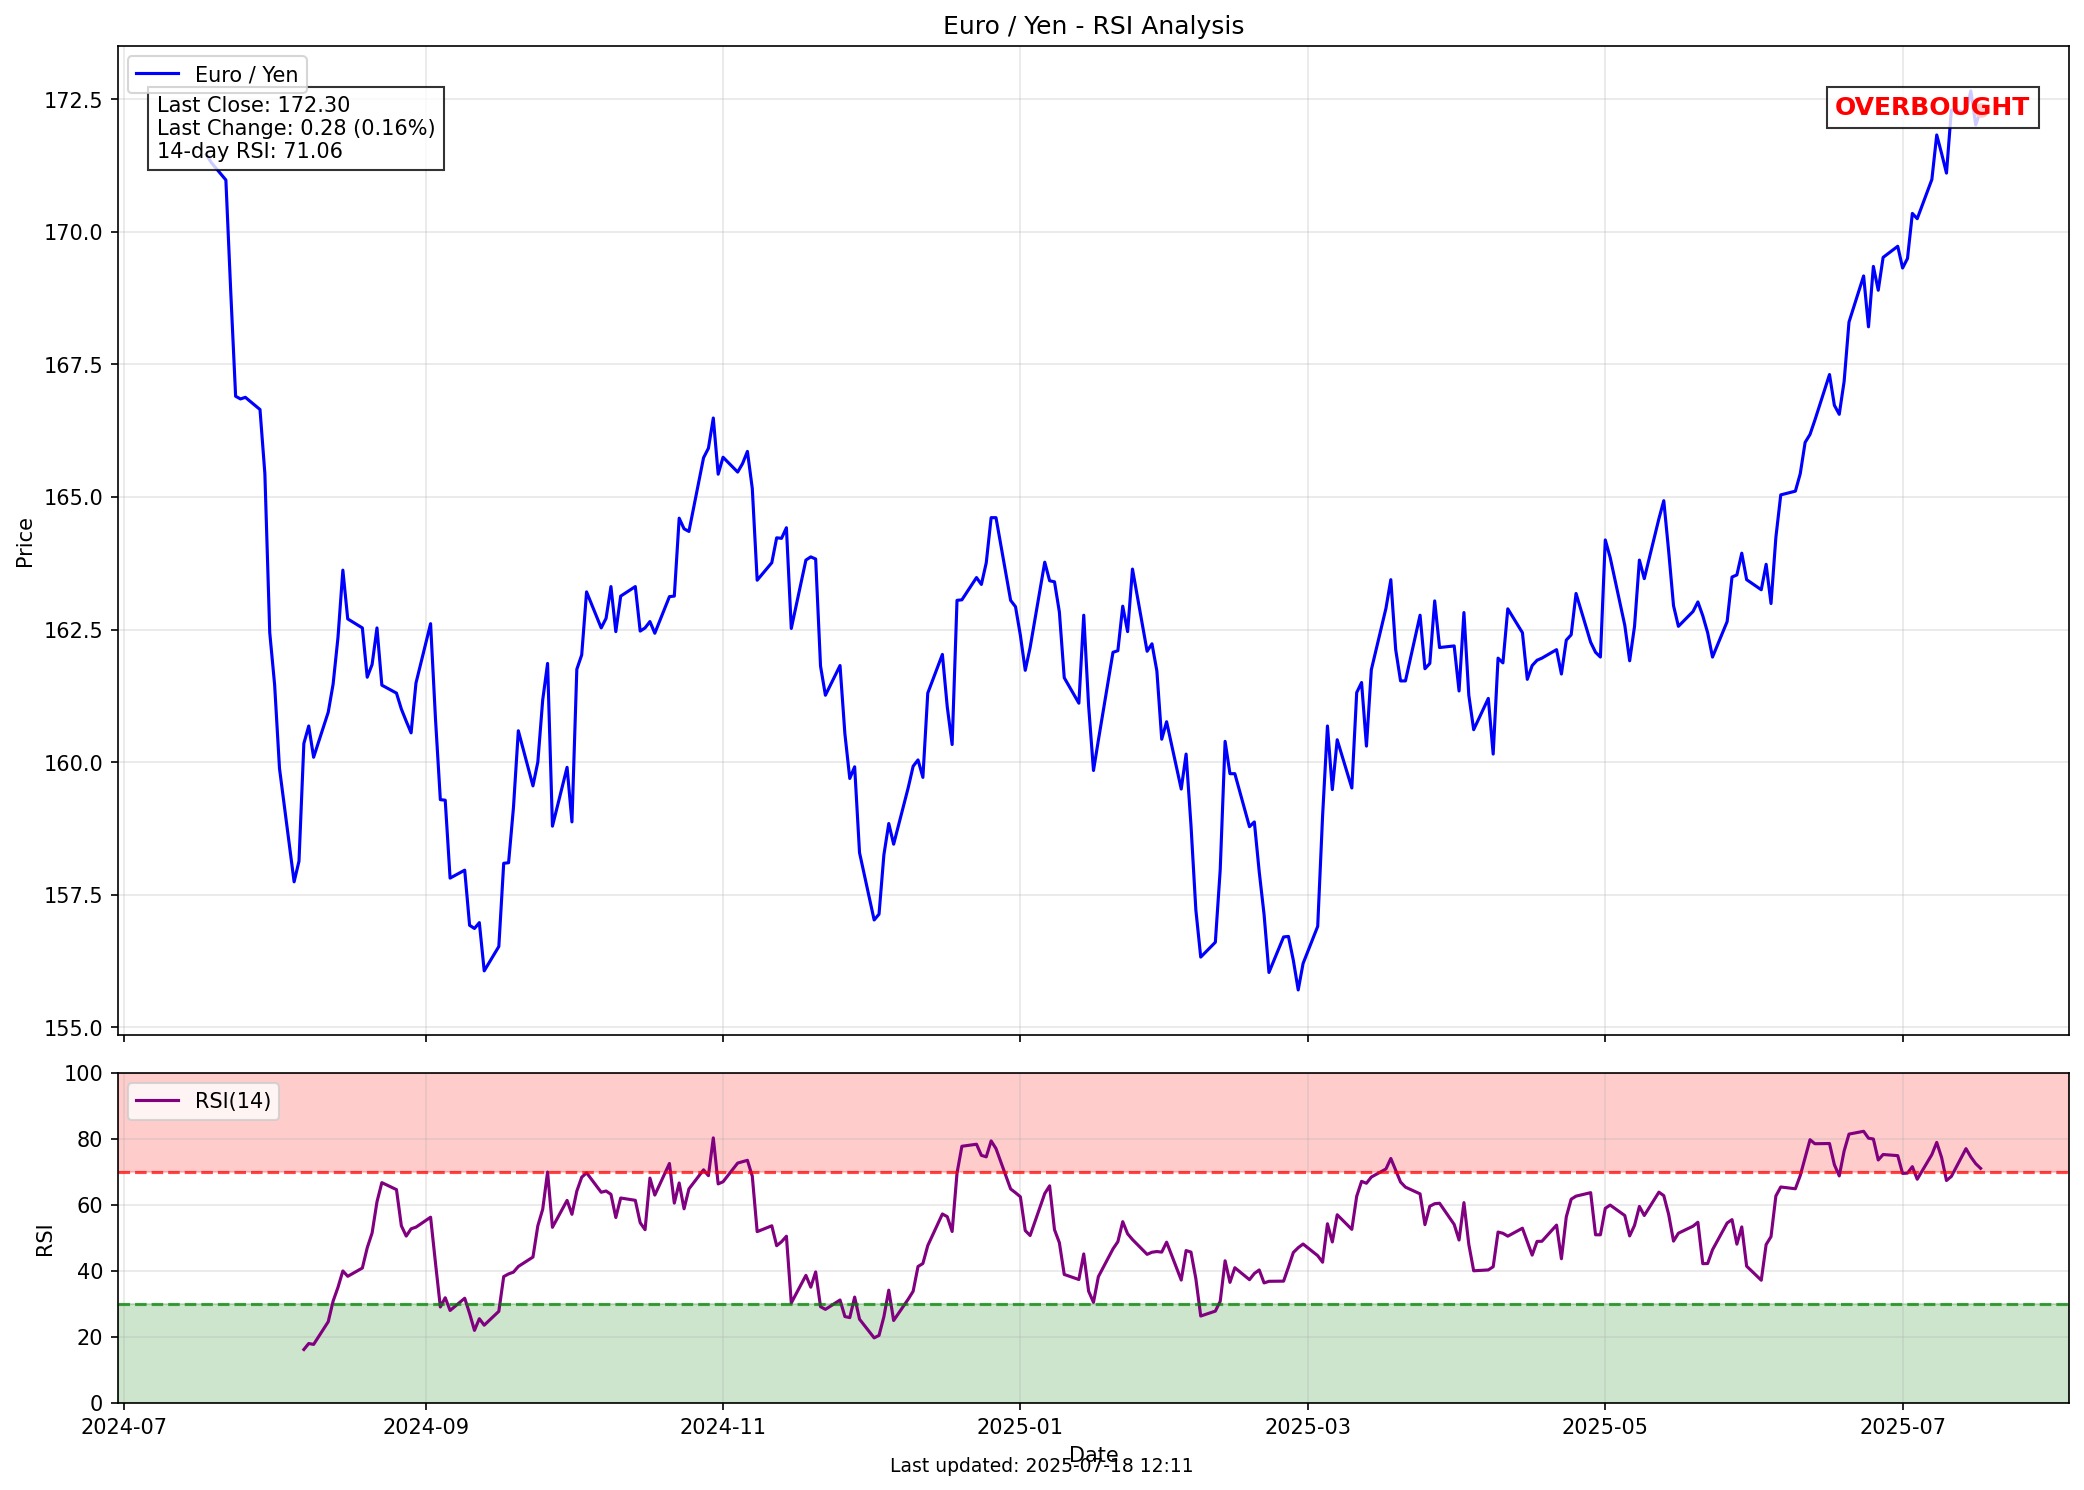 Euro / Yen - RSI Analysis
Euro / Yen
Last Close: 172.30
Last Change: 0.28 (0.16%)
14-day RSI: 71.06
OVERBOUGHT
172.5
170.0
167.5
165.0
162.5
160.0
157.5
155.0
Price
RSI(14)
100
80
60
40
20
0
RSI
2024-07
2024-09
2024-11
2025-01
2025-03
2025-05
2025-07
Date
Last updated: 2025-07-18 12:11